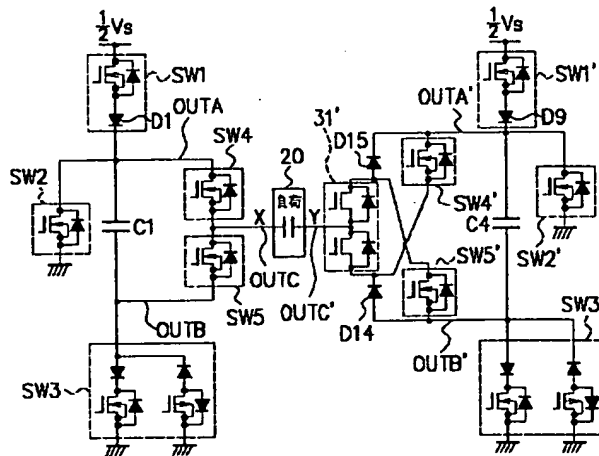 ½Vs
½Vs
SW1
SW1'
D1
OUTA
OUTA'
D9
31'
SW4
20
D15
SW2
C1
X
負荷
Y
SW4'
C4
SW2'
OUTC
SW5'
SW5
OUTC'
D14
OUTB
OUTB'
SW3
SW3